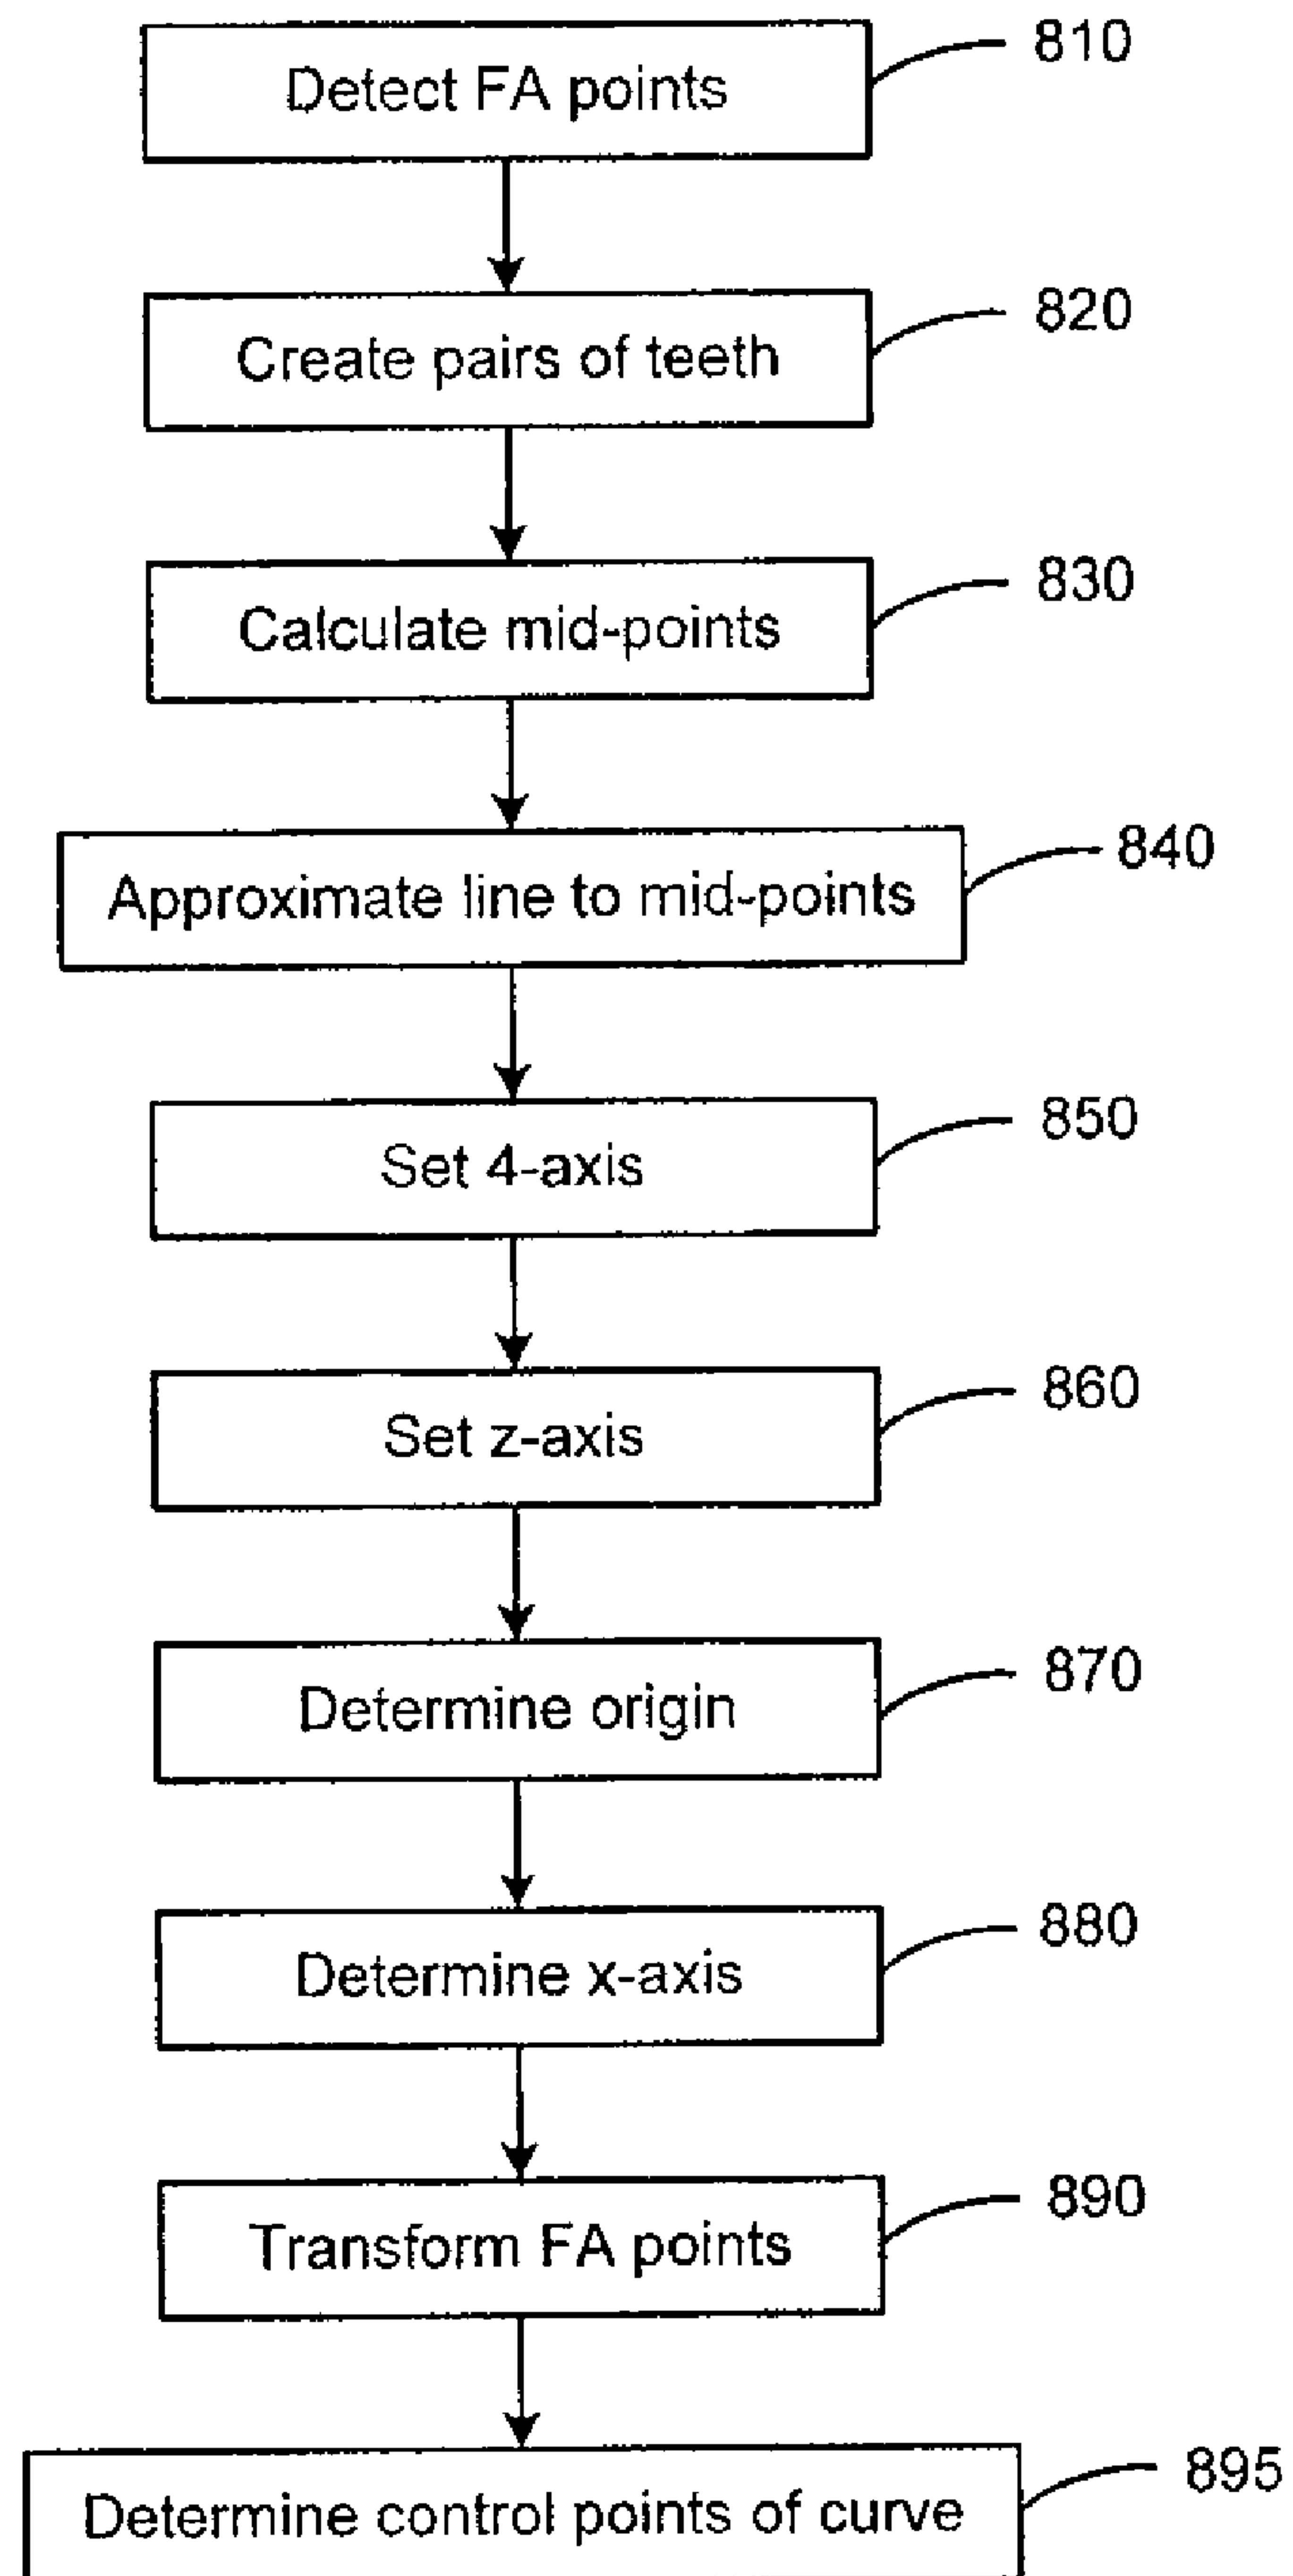 Detect FA points
810
Create pairs of teeth
820
Calculate mid-points
830
Approximate line to mid-points
840
Set 4-axis
850
Set z-axis
860
Determine origin
870
Determine x-axis
880
Transform FA points
890
Determine control points of curve
895